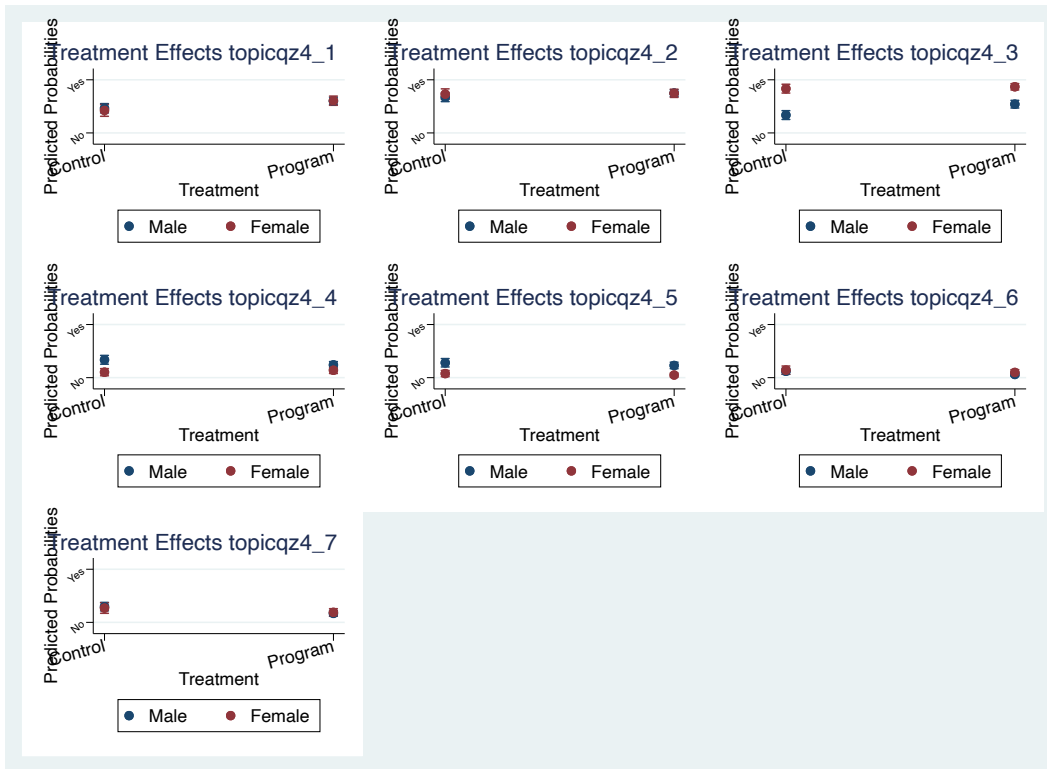 Treatment Effects topicqz4_1
Predicted Probabilities
Yes
No
Control
Program
Treatment
Male
Female
Treatment Effects topicqz4_2
Predicted Probabilities
Yes
No
Control
Program
Treatment
Male
Female
Treatment Effects topicqz4_3
Predicted Probabilities
Yes
No
Control
Program
Treatment
Male
Female
Treatment Effects topicqz4_4
Predicted Probabilities
Yes
No
Control
Program
Treatment
Male
Female
Treatment Effects topicqz4_5
Predicted Probabilities
Yes
No
Control
Program
Treatment
Male
Female
Treatment Effects topicqz4_6
Predicted Probabilities
Yes
No
Control
Program
Treatment
Male
Female
Treatment Effects topicqz4_7
Predicted Probabilities
Yes
No
Control
Program
Treatment
Male
Female